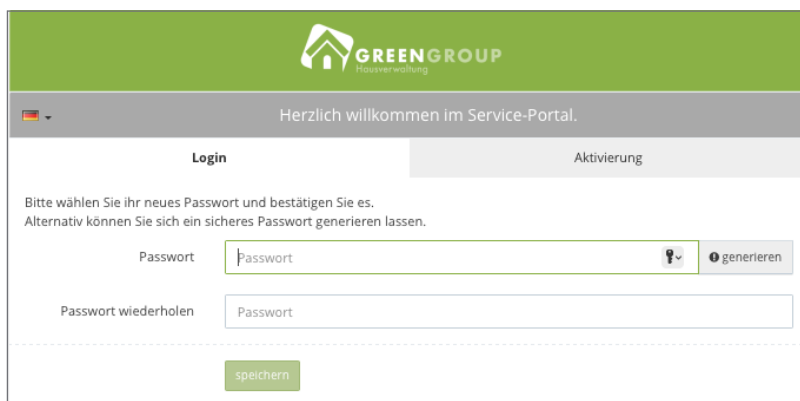 GREENGROUP
Hausverwaltung
Herzlich willkommen im Service-Portal.
Login
Aktivierung
Bitte wählen Sie ihr neues Passwort und bestätigen Sie es.
Alternativ können Sie sich ein sicheres Passwort generieren lassen.
Passwort
Passwort
generieren
Passwort wiederholen
Passwort
speichern